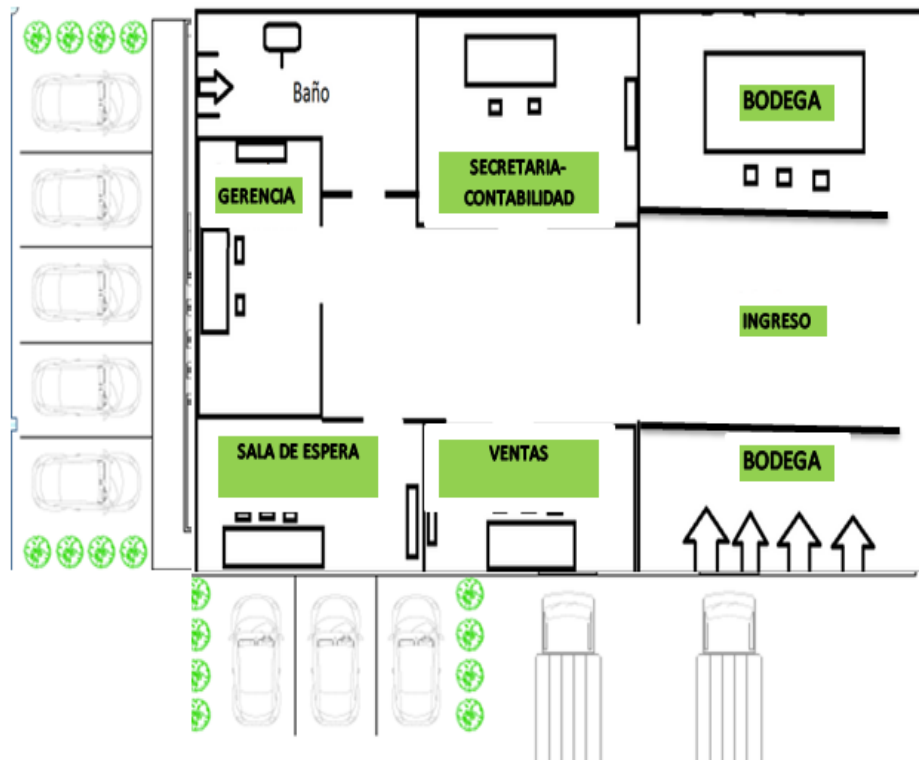 Baño
BODEGA
SECRETARIA-
CONTABILIDAD
GERENCIA
INGRESO
SALA DE ESPERA
VENTAS
BODEGA